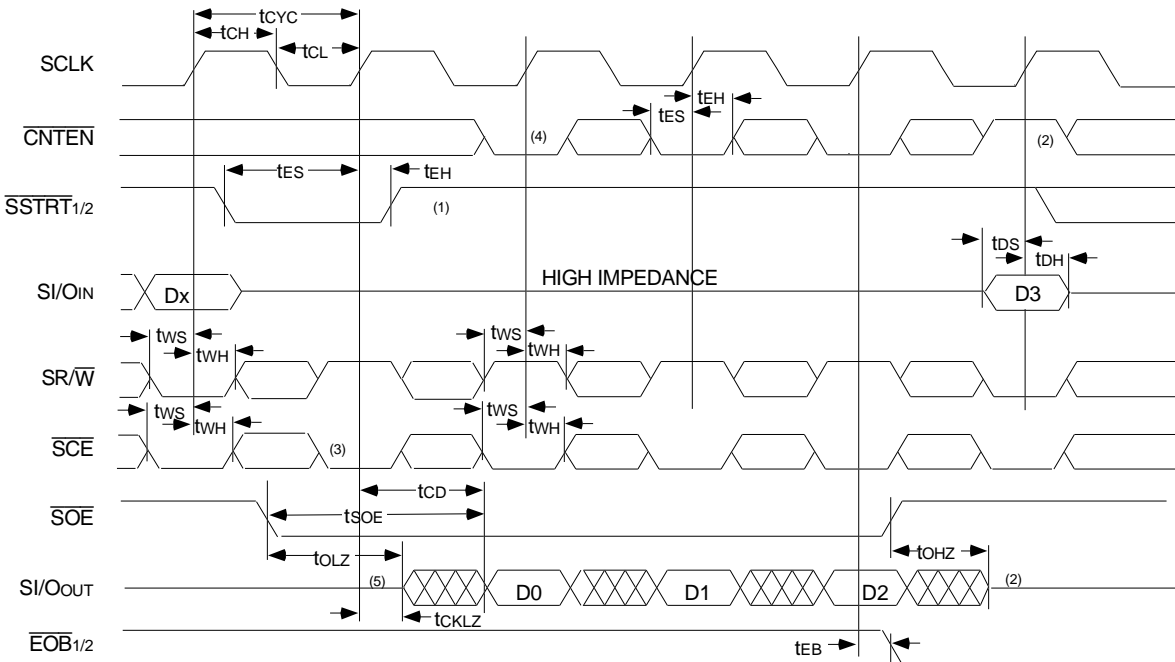 tCYC
tCH
tCL
SCLK
tEH
tES
CNTEN
(4)
(2)
tES
tEH
SSTRT1/2
(1)
tDS
tDH
SI/OIN
Dx
HIGH IMPEDANCE
D3
tWS
tWH
tWS
tWH
SR/W
tWS
tWH
tWS
tWH
SCE
(3)
tCD
SOE
tSOE
tOLZ
tOHZ
SI/OOUT
(5)
D0
D1
D2
(2)
tCKLZ
EOB1/2
tEB